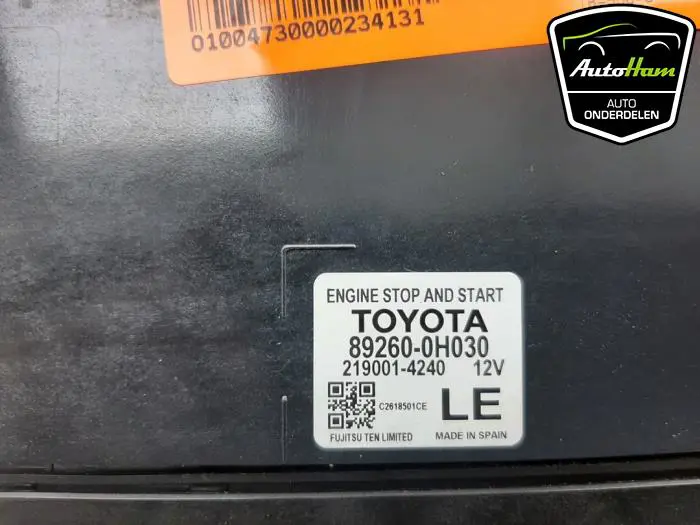 01004730000234131
AutoHam
AUTO
ONDERDELEN
ENGINE STOP AND START
TOYOTA
89260-0H030
219001-4240 12V
C2618501CE
LE
FUJITSU TEN LIMITED MADE IN SPAIN